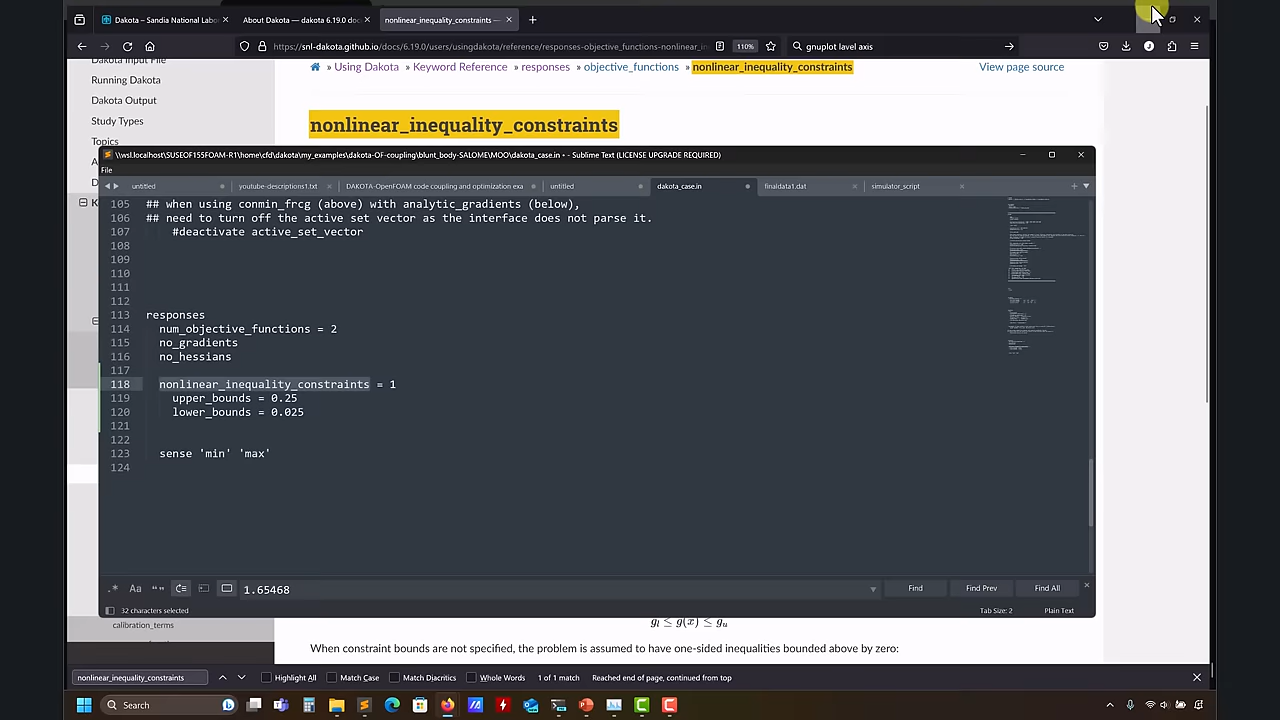 Dakota – Sandia National Labo
About Dakota — dakota 6.19.0 doc
nonlinear_inequality_constraints —
https://snl-dakota.github.io/docs/6.19.0/users/usingdakota/reference/responses-objective_functions-nonlinear_in
110%
gnuplot lavel axis
Dakota Input File
Running Dakota
Dakota Output
Study Types
Topics
» Using Dakota » Keyword Reference » responses » objective_functions » nonlinear_inequality_constraints
View page source
nonlinear_inequality_constraints
\\wsl.localhost\SUSEOF155FOAM-R1\home\cfd\dakota\my_examples\dakota-OF-coupling\blunt_body-SALOME\MOO\dakota_case.in • - Sublime Text (LICENSE UPGRADE REQUIRED)
File
untitled
youtube-descriptions1.txt
DAKOTA-OpenFOAM code coupling and optimization exa
untitled
dakota_case.in
finaldata1.dat
simulator_script
105 ## when using conmin_frcg (above) with analytic_gradients (below),
106 ## need to turn off the active set vector as the interface does not parse it.
107 #deactivate active_set_vector
108
109
110
111
112
113 responses
114 num_objective_functions = 2
115 no_gradients
116 no_hessians
117
118 nonlinear_inequality_constraints = 1
119 upper_bounds = 0.25
120 lower_bounds = 0.025
121
122
123 sense 'min' 'max'
124
1.65468
Find
Find Prev
Find All
32 characters selected
Tab Size: 2
Plain Text
calibration_terms
g_l ≤ g(x) ≤ g_u
When constraint bounds are not specified, the problem is assumed to have one-sided inequalities bounded above by zero:
nonlinear_inequality_constraints
Highlight All
Match Case
Match Diacritics
Whole Words
1 of 1 match
Reached end of page, continued from top
Search